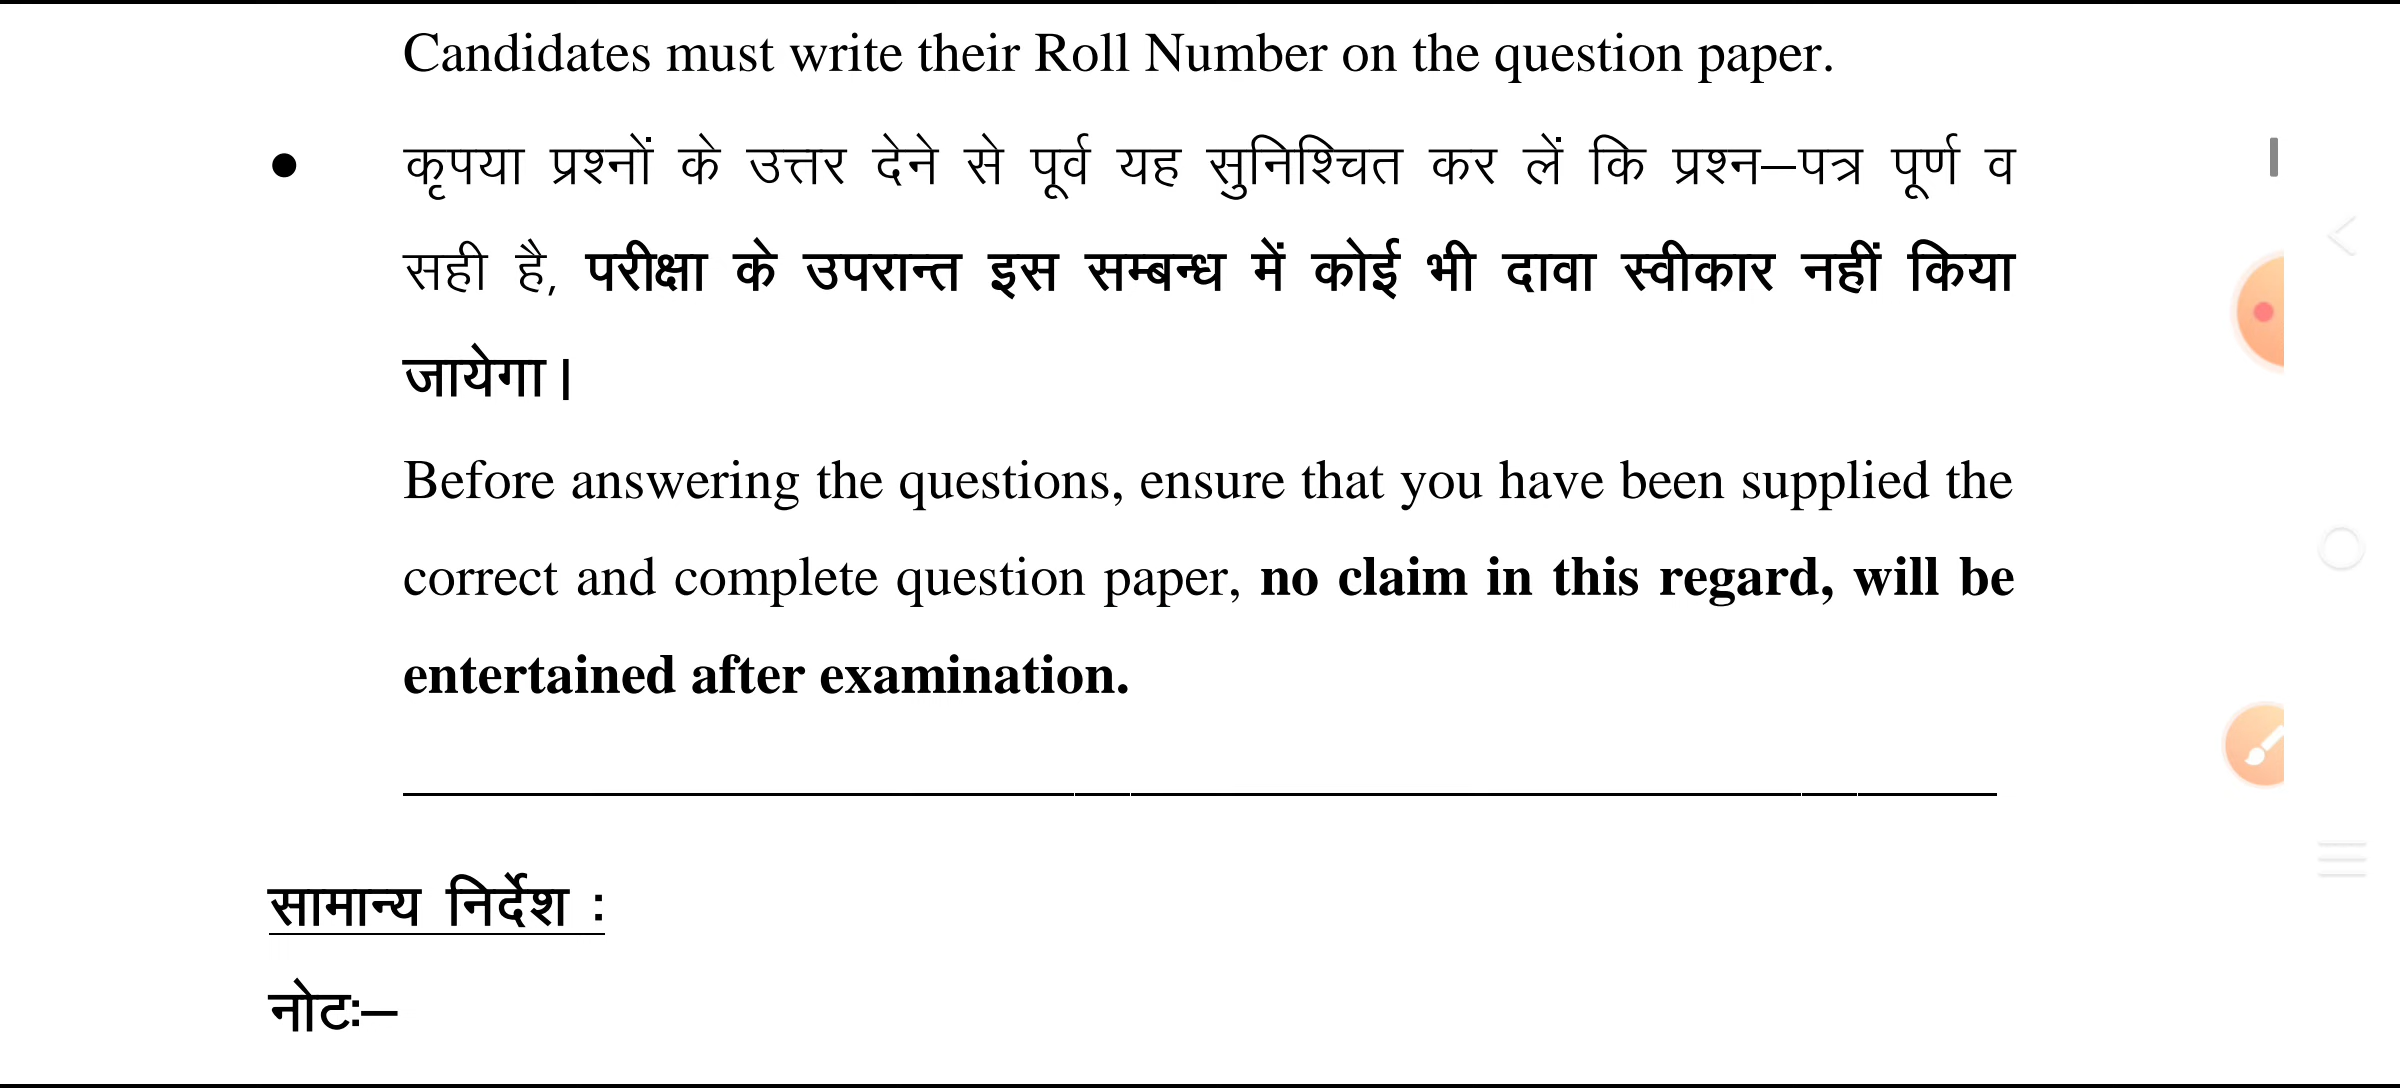 Candidates must write their Roll Number on the question paper.
● कृपया प्रश्नों के उत्तर देने से पूर्व यह सुनिश्चित कर लें कि प्रश्न–पत्र पूर्ण व
सही है, परीक्षा के उपरान्त इस सम्बन्ध में कोई भी दावा स्वीकार नहीं किया
जायेगा।
Before answering the questions, ensure that you have been supplied the
correct and complete question paper, no claim in this regard, will be
entertained after examination.
सामान्य निर्देश :
नोटः–